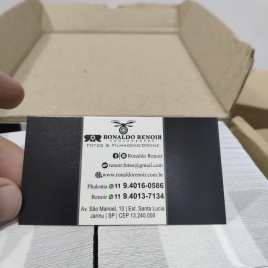 RONALDO RENOIR
PHOTOGRAPHY
FOTOS & FILMAGENS-DRONE
Ronaldo Renoir
renoir.fotos@gmail.com
www.ronaldorenoir.com.br
Phaloma 11 9.4016-0586
Renoir 11 9.4013-7134
Av. São Manoel, 10 | Est. Santa Lucia
Jarinu | SP | CEP 13.240.000